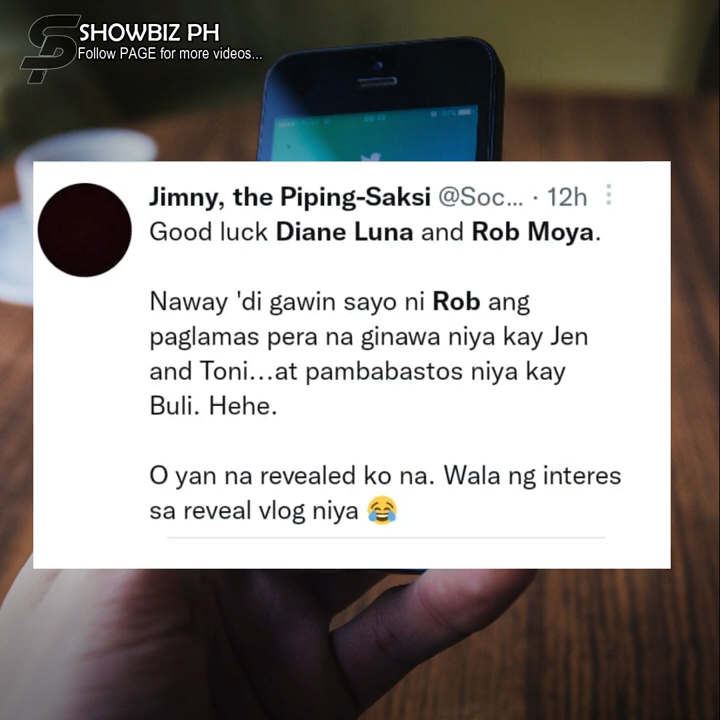 SHOWBIZ PH
Follow PAGE for more videos...
Jimny, the Piping-Saksi @Soc... · 12h
Good luck Diane Luna and Rob Moya.
Naway 'di gawin sayo ni Rob ang
paglamas pera na ginawa niya kay Jen
and Toni...at pambabastos niya kay
Buli. Hehe.
O yan na revealed ko na. Wala ng interes
sa reveal vlog niya 😂